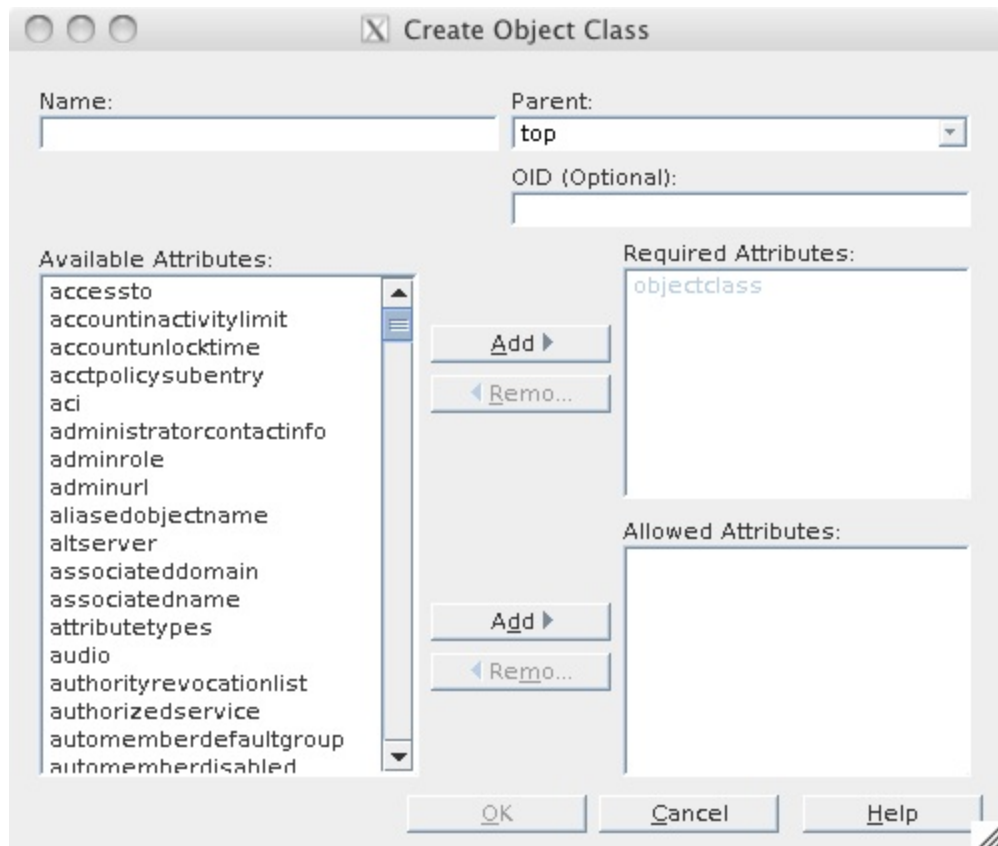 Create Object Class
Name:
Parent:
top
OID (Optional):
Available Attributes:
accessto
accountinactivitylimit
accountunlocktime
acctpolicysubentry
aci
administratorcontactinfo
adminrole
adminurl
aliasedobjectname
altserver
associateddomain
associatedname
attributetypes
audio
authorityrevocationlist
authorizedservice
automemberdefaultgroup
automemberdisabled
Add
Remo...
Required Attributes:
objectclass
Add
Remo...
Allowed Attributes:
OK
Cancel
Help